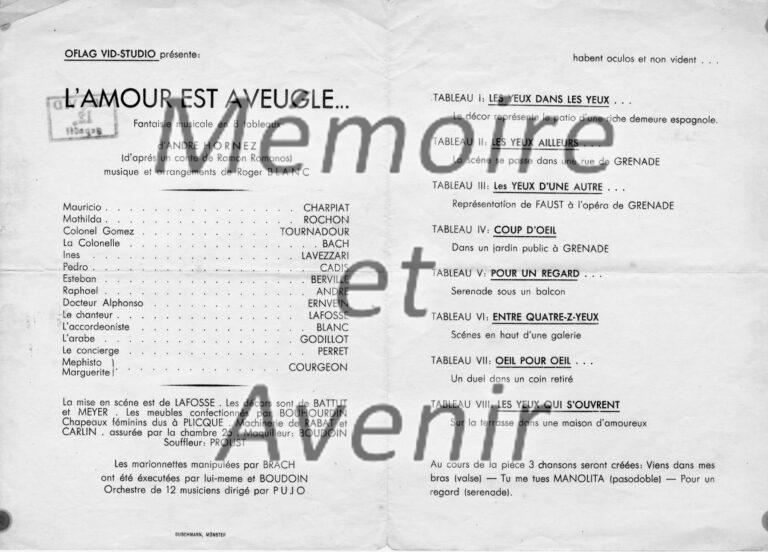 OFLAG VID-STUDIO présente:
L'AMOUR EST AVEUGLE...
Fantaisie musicale en 8 tableaux
d'ANDRE HORNEZ
(d'aprés un conte de Ramon Romanos)
musique et arrangements de Roger BLANC
Mauricio . . . . . . . . . . . . . . . CHARPIAT
Mathilda . . . . . . . . . . . . . . . ROCHON
Colonel Gomez . . . . . . . . . . . . TOURNADOUR
La Colonelle . . . . . . . . . . . . . BACH
Ines . . . . . . . . . . . . . . . LAVEZZARI
Pedro . . . . . . . . . . . . . . . CADIS
Esteban . . . . . . . . . . . . . . . BERVILLE
Raphael . . . . . . . . . . . . . . . ANDRE
Docteur Alphonso . . . . . . . . . . . ERNVEIN
Le chanteur . . . . . . . . . . . . . LAFOSSE
L'accordeoniste . . . . . . . . . . . . BLANC
L'arabe . . . . . . . . . . . . . . . GODILLOT
Le concierge . . . . . . . . . . . . . PERRET
Mephisto
Marguerite } . . . . . . . . . . . . . COURGEON
La mise en scéne est de LAFOSSE. Les décors sont de BATTUT
et MEYER. Les meubles confectionnés par BOUHOURDIN
Chapeaux féminins dus à PLICQUE. Machinerie de RABAT et
CARLIN. assurée par la chambre 25. Maquilleur: BOUDOIN
Souffleur: PROUST
Les marionnettes manipulées par BRACH
ont été éxecutées par lui-meme et BOUDOIN
Orchestre de 12 musiciens dirigé par PUJO
DUSCHMANN, MÜNSTER
habent oculos et non vident . . .
TABLEAU I: LES YEUX DANS LES YEUX . . .
Le décor représente le patio d'une riche demeure espagnole.
TABLEAU II: LES YEUX AILLEURS . . .
La scéne se passe dans une rue de GRENADE
TABLEAU III: Les YEUX D'UNE AUTRE . . .
Représentation de FAUST à l'opéra de GRENADE
TABLEAU IV: COUP D'OEIL
Dans un jardin public à GRENADE
TABLEAU V: POUR UN REGARD . . .
Serenade sous un balcon
TABLEAU VI: ENTRE QUATRE-Z-YEUX
Scénes en haut d'une galerie
TABLEAU VII: OEIL POUR OEIL . . .
Un duel dans un coin retiré
TABLEAU VIII: LES YEUX QUI S'OUVRENT
Sur la terrasse dans une maison d'amoureux
Au cours de la piéce 3 chansons seront créées: Viens dans mes
bras (valse) — Tu me tues MANOLITA (pasodoble) — Pour un
regard (serenade).
Mémoire
et
Avenir